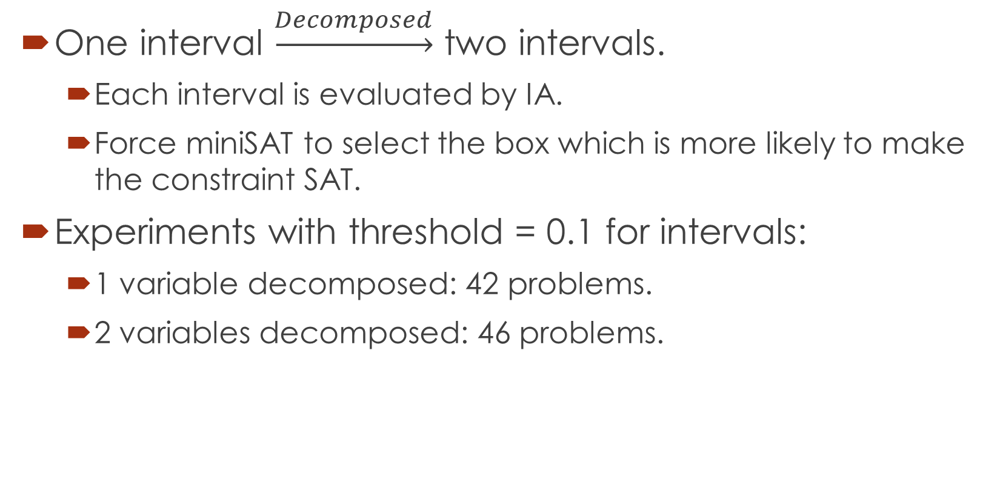 One interval Decomposed→ two intervals.
Each interval is evaluated by IA.
Force miniSAT to select the box which is more likely to make
the constraint SAT.
Experiments with threshold = 0.1 for intervals:
1 variable decomposed: 42 problems.
2 variables decomposed: 46 problems.